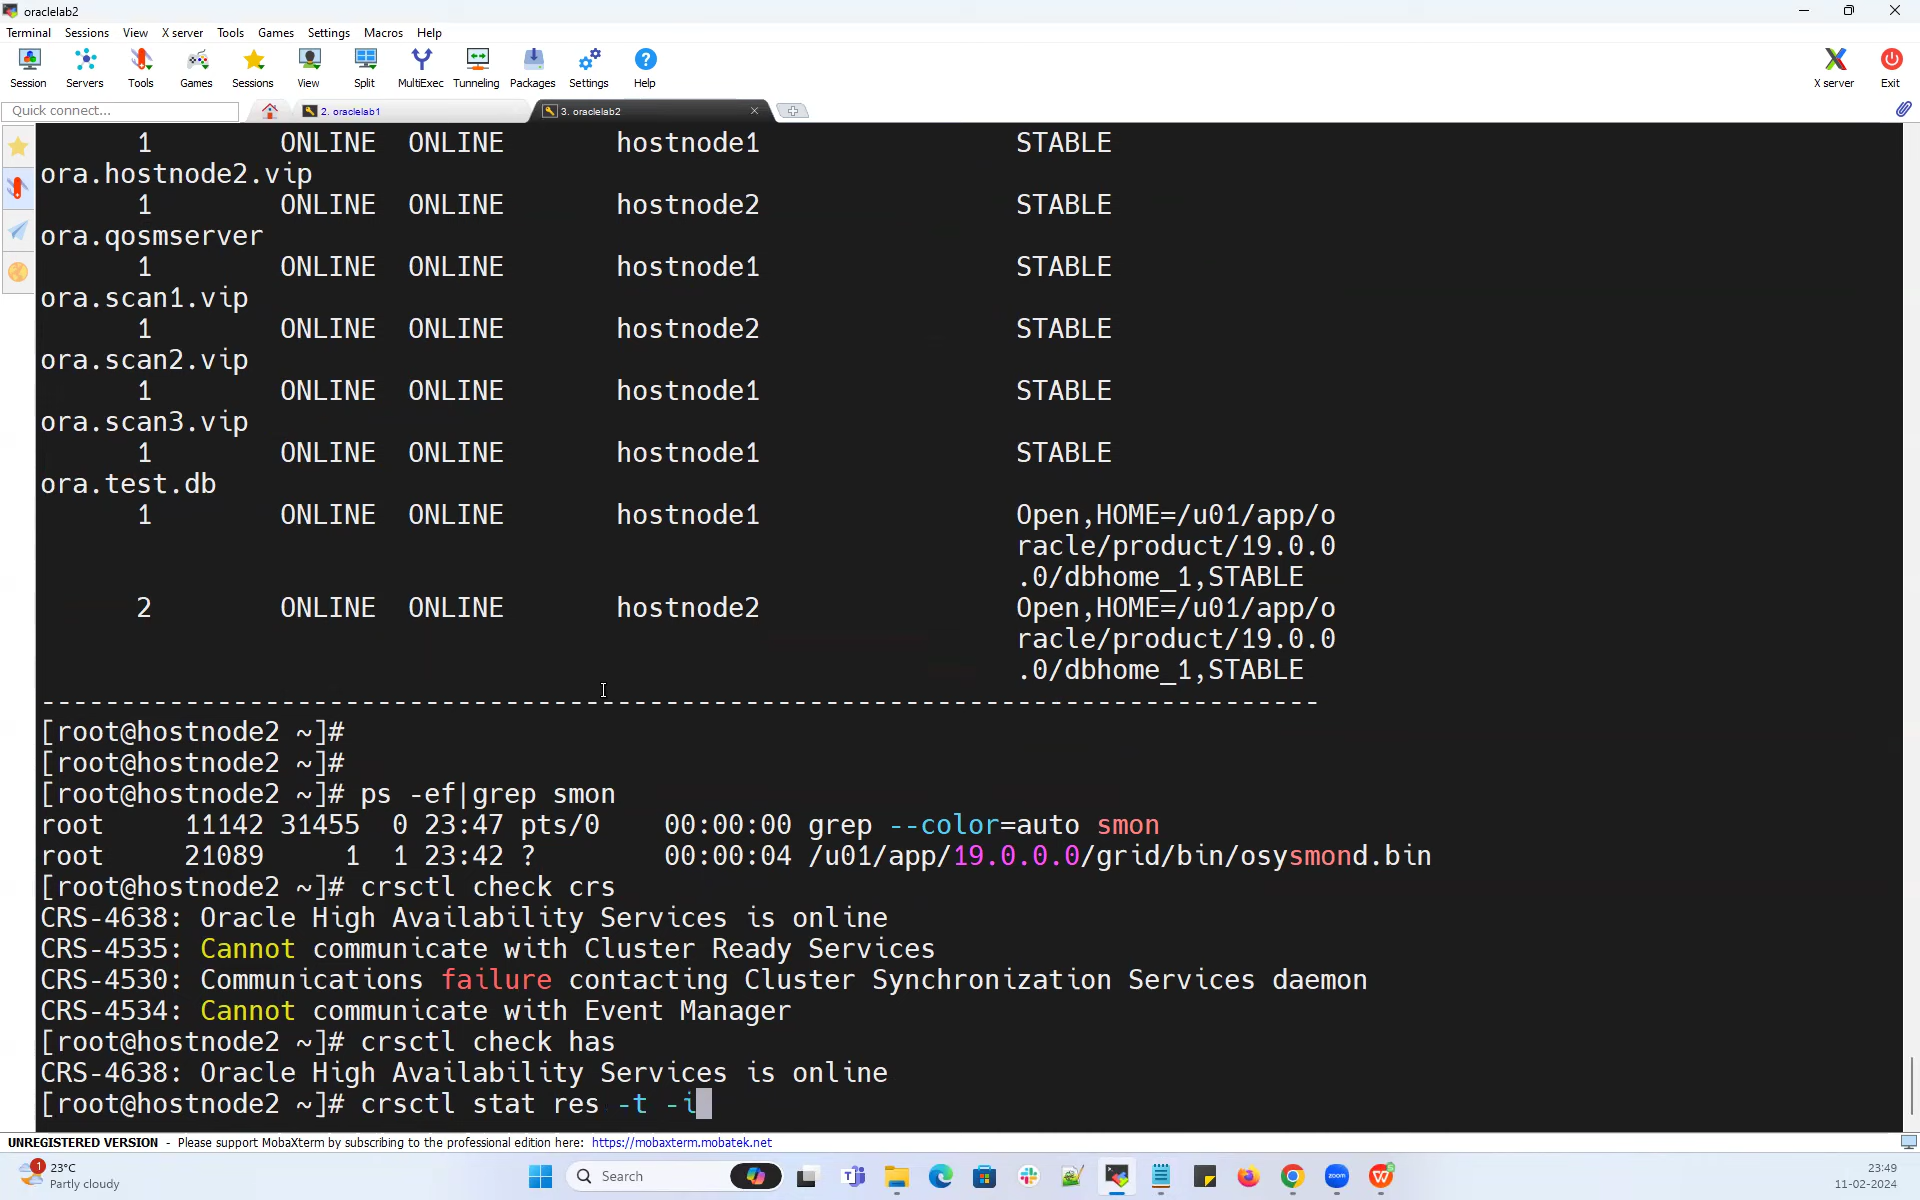 oraclelab2
Terminal Sessions View X server Tools Games Settings Macros Help
Session Servers Tools Games Sessions View Split MultiExec Tunneling Packages Settings Help X server Exit
Quick connect... 2. oraclelab1 3. oraclelab2
1 ONLINE ONLINE hostnode1 STABLE
ora.hostnode2.vip
1 ONLINE ONLINE hostnode2 STABLE
ora.qosmserver
1 ONLINE ONLINE hostnode1 STABLE
ora.scan1.vip
1 ONLINE ONLINE hostnode2 STABLE
ora.scan2.vip
1 ONLINE ONLINE hostnode1 STABLE
ora.scan3.vip
1 ONLINE ONLINE hostnode1 STABLE
ora.test.db
1 ONLINE ONLINE hostnode1 Open,HOME=/u01/app/o
racle/product/19.0.0
.0/dbhome_1,STABLE
2 ONLINE ONLINE hostnode2 Open,HOME=/u01/app/o
racle/product/19.0.0
.0/dbhome_1,STABLE
--------------------------------------------------------------------------------
[root@hostnode2 ~]#
[root@hostnode2 ~]#
[root@hostnode2 ~]# ps -ef|grep smon
root 11142 31455 0 23:47 pts/0 00:00:00 grep --color=auto smon
root 21089 1 1 23:42 ? 00:00:04 /u01/app/19.0.0.0/grid/bin/osysmond.bin
[root@hostnode2 ~]# crsctl check crs
CRS-4638: Oracle High Availability Services is online
CRS-4535: Cannot communicate with Cluster Ready Services
CRS-4530: Communications failure contacting Cluster Synchronization Services daemon
CRS-4534: Cannot communicate with Event Manager
[root@hostnode2 ~]# crsctl check has
CRS-4638: Oracle High Availability Services is online
[root@hostnode2 ~]# crsctl stat res -t -i
UNREGISTERED VERSION - Please support MobaXterm by subscribing to the professional edition here: https://mobaxterm.mobatek.net
1 23°C Search zoom 23:49
Partly cloudy 11-02-2024